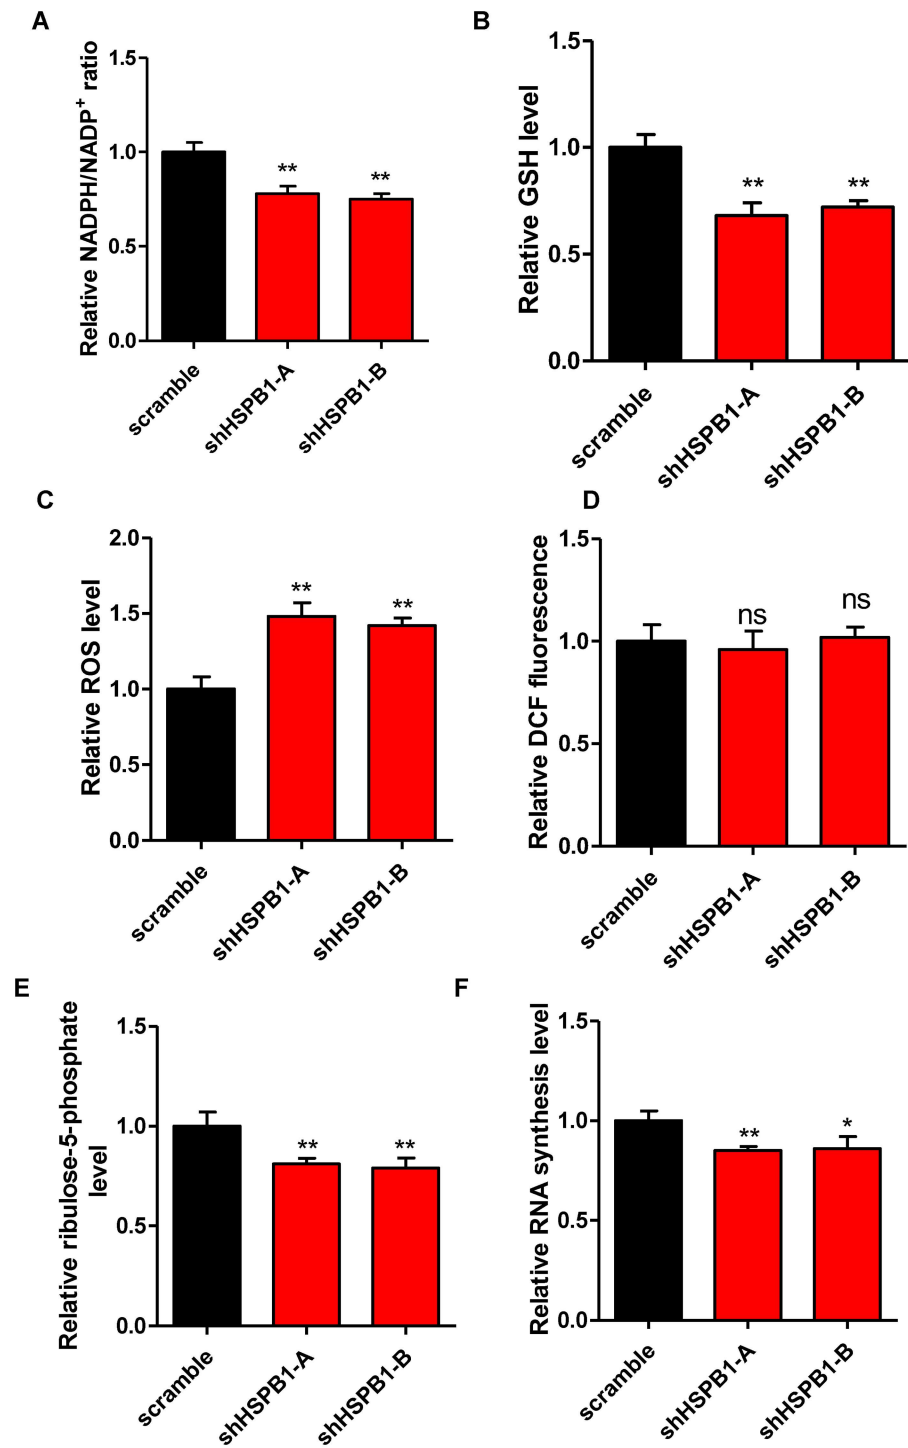 A
Relative NADPH/NADP+ ratio
1.5
1.0
0.5
0.0
**
**
scramble
shHSPB1-A
shHSPB1-B
B
Relative GSH level
1.5
1.0
0.5
0.0
**
**
scramble
shHSPB1-A
shHSPB1-B
C
Relative ROS level
2.0
1.5
1.0
0.5
0.0
**
**
scramble
shHSPB1-A
shHSPB1-B
D
Relative DCF fluorescence
1.5
1.0
0.5
0.0
ns
ns
scramble
shHSPB1-A
shHSPB1-B
E
Relative ribulose-5-phosphate
level
1.5
1.0
0.5
0.0
**
**
scramble
shHSPB1-A
shHSPB1-B
F
Relative RNA synthesis level
1.5
1.0
0.5
0.0
**
*
scramble
shHSPB1-A
shHSPB1-B